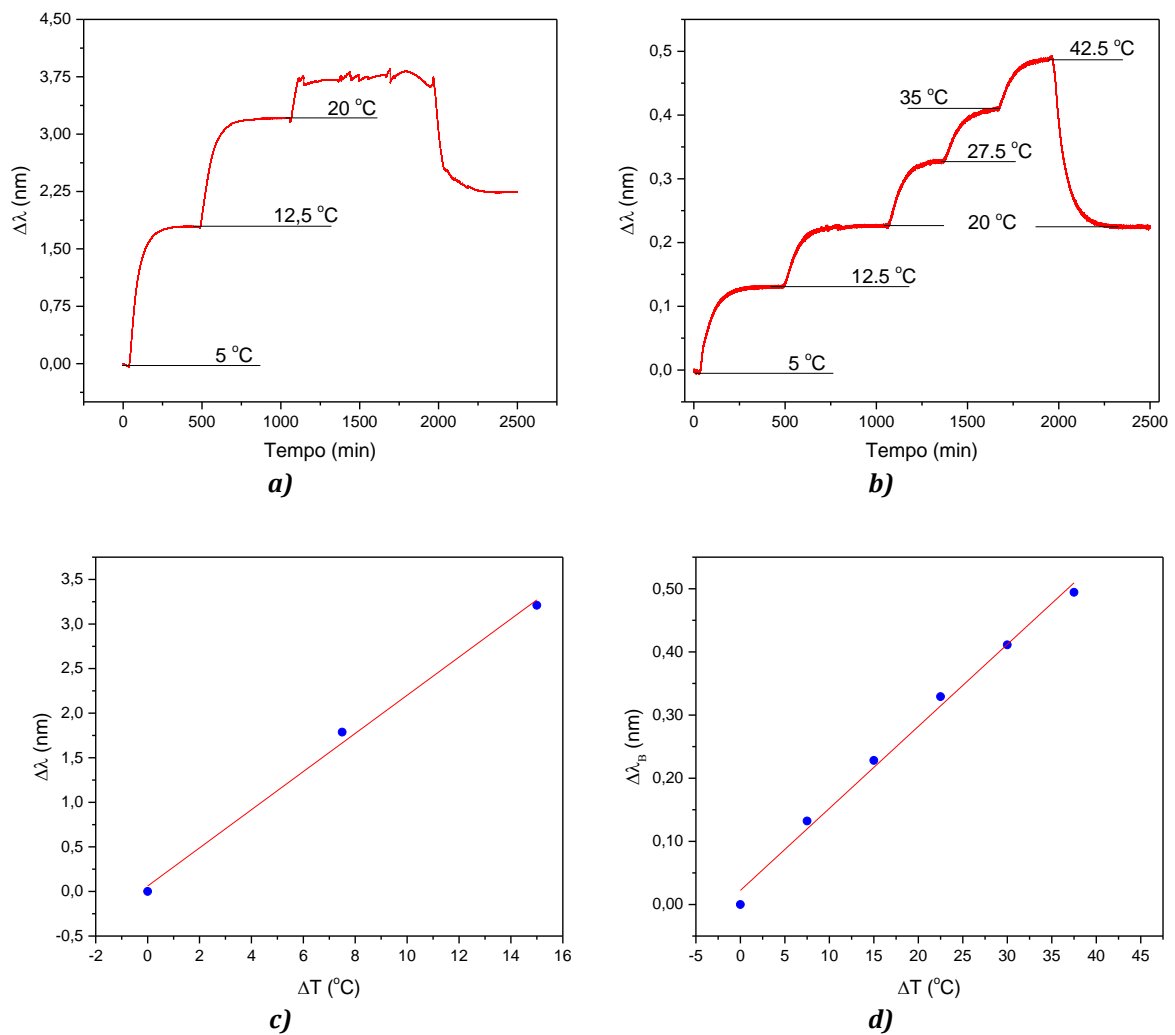 4,50
3,75
3,00
2,25
1,50
0,75
0,00
Δλ (nm)
20 °C
12,5 °C
5 °C
0 500 1000 1500 2000 2500
Tempo (min)
a)
0,5
0,4
0,3
0,2
0,1
0,0
Δλ (nm)
42.5 °C
35 °C
27.5 °C
20 °C
12.5 °C
5 °C
0 500 1000 1500 2000 2500
Tempo (min)
b)
3,5
3,0
2,5
2,0
1,5
1,0
0,5
0,0
-0,5
Δλ (nm)
-2 0 2 4 6 8 10 12 14 16
ΔT (°C)
c)
0,50
0,40
0,30
0,20
0,10
0,00
Δλ_B (nm)
-5 0 5 10 15 20 25 30 35 40 45
ΔT (°C)
d)